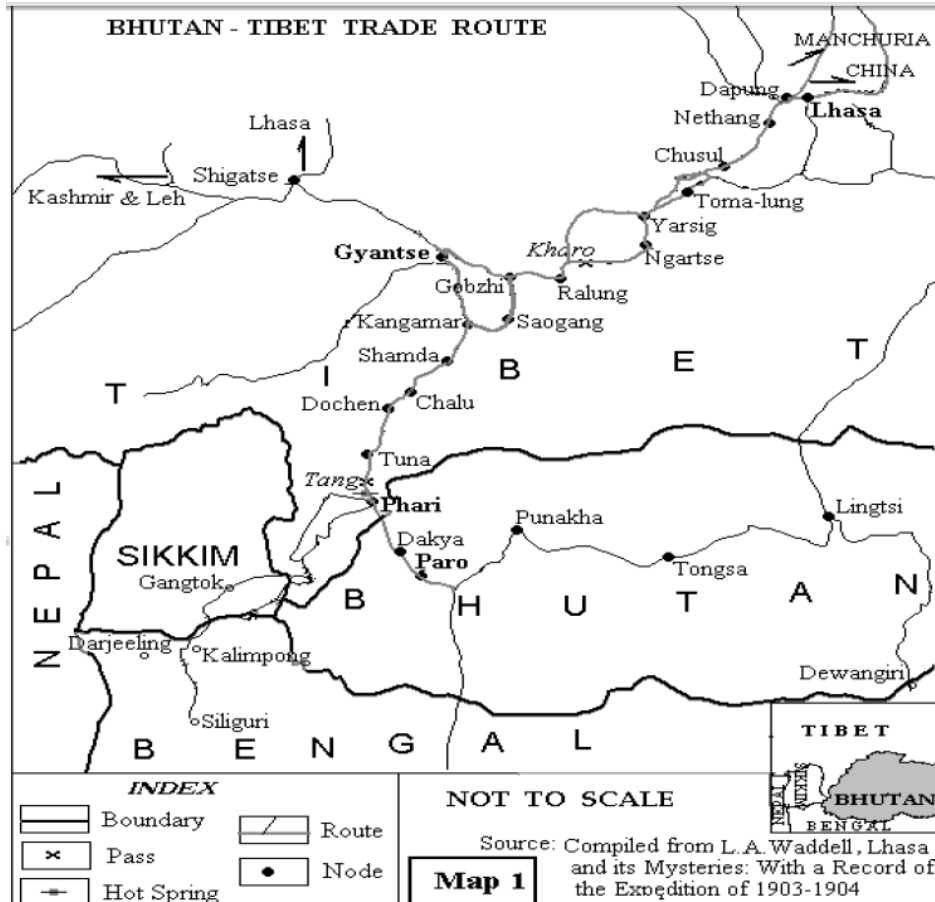 BHUTAN - TIBET TRADE ROUTE
MANCHURIA
CHINA
Dapung
Lhasa
Nethang
Lhasa
Chusul
Shigatse
Kashmir & Leh
Toma-lung
Yarsig
Kharo
Ngartse
Gyantse
Gobzhi
Ralung
Kangamar
Saogang
Shamda
T I B E T
Dochen
Chalu
Tuna
Tang
Phari
Punakha
Lingtsi
NEPAL
SIKKIM
Dakya
Paro
Tongsa
Gangtok
B H U T A N
Darjeeling
Kalimpong
Dewangiri
Siliguri
B E N G A L
TIBET
NEPAL
SIKKIM
BHUTAN
BENGAL
INDEX
Boundary
Route
Pass
Node
Hot Spring
NOT TO SCALE
Map 1
Source: Compiled from L.A.Waddell, Lhasa
and its Mysteries: With a Record of
the Expedition of 1903-1904